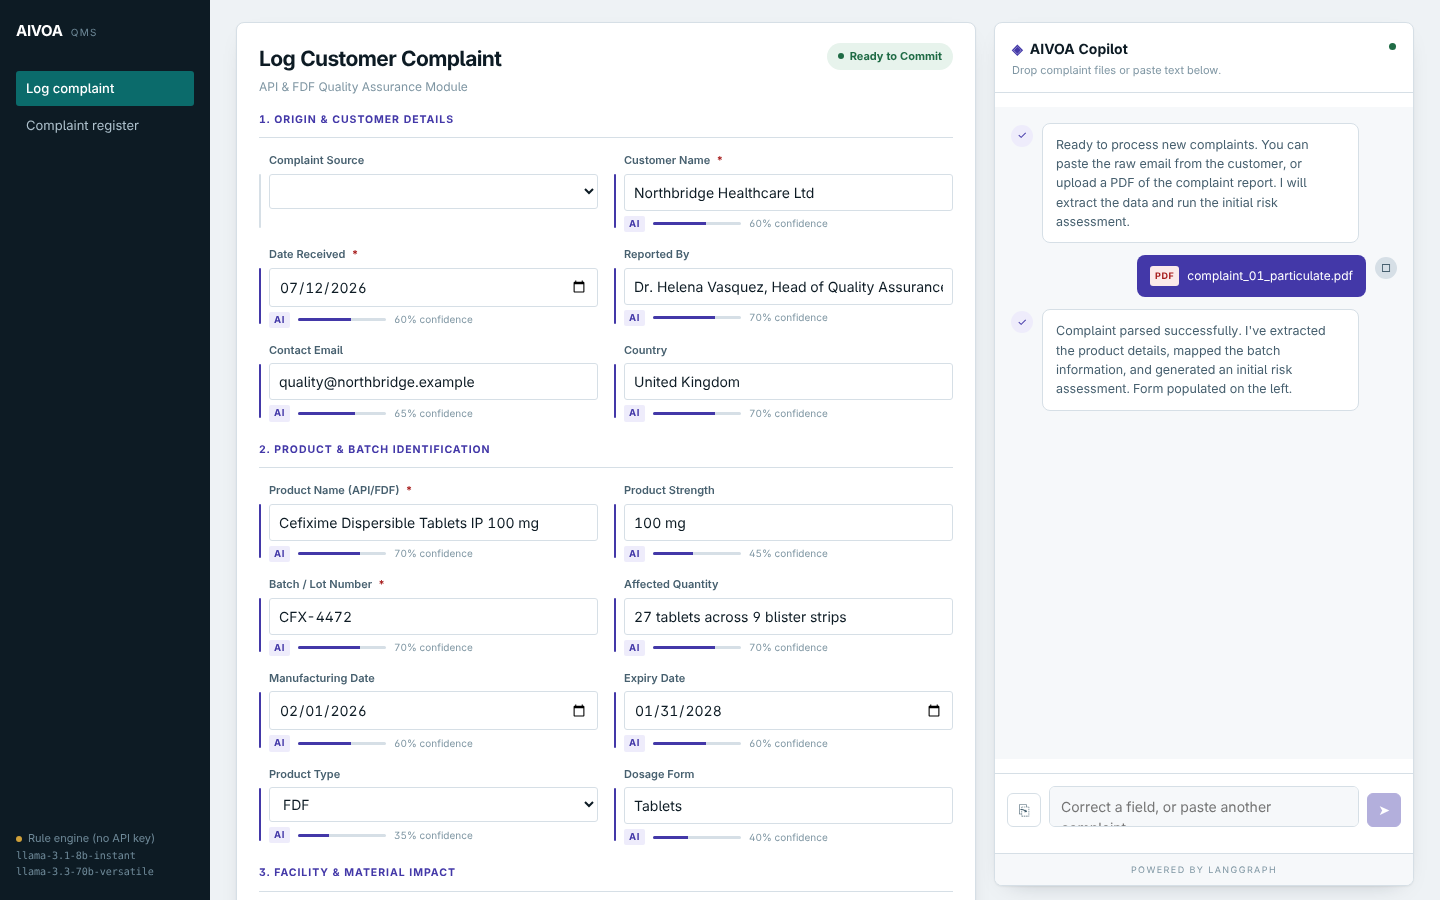 AIVOA QMS
Log complaint
Complaint register
Rule engine (no API key)
llama-3.1-8b-instant
llama-3.3-70b-versatile
Log Customer Complaint
Ready to Commit
API & FDF Quality Assurance Module
1. ORIGIN & CUSTOMER DETAILS
Complaint Source
Customer Name *
Northbridge Healthcare Ltd
AI 60% confidence
Date Received *
Reported By
07/12/2026
Dr. Helena Vasquez, Head of Quality Assurance
AI 60% confidence
AI 70% confidence
Contact Email
Country
quality@northbridge.example
United Kingdom
AI 65% confidence
AI 70% confidence
2. PRODUCT & BATCH IDENTIFICATION
Product Name (API/FDF) *
Product Strength
Cefixime Dispersible Tablets IP 100 mg
100 mg
AI 70% confidence
AI 45% confidence
Batch / Lot Number *
Affected Quantity
CFX-4472
27 tablets across 9 blister strips
AI 70% confidence
AI 70% confidence
Manufacturing Date
Expiry Date
02/01/2026
01/31/2028
AI 60% confidence
AI 60% confidence
Product Type
Dosage Form
FDF
Tablets
AI 35% confidence
AI 40% confidence
3. FACILITY & MATERIAL IMPACT
AIVOA Copilot
Drop complaint files or paste text below.
Ready to process new complaints. You can
paste the raw email from the customer, or
upload a PDF of the complaint report. I will
extract the data and run the initial risk
assessment.
PDF complaint_01_particulate.pdf
Complaint parsed successfully. I've extracted
the product details, mapped the batch
information, and generated an initial risk
assessment. Form populated on the left.
Correct a field, or paste another
complaint
POWERED BY LANGGRAPH